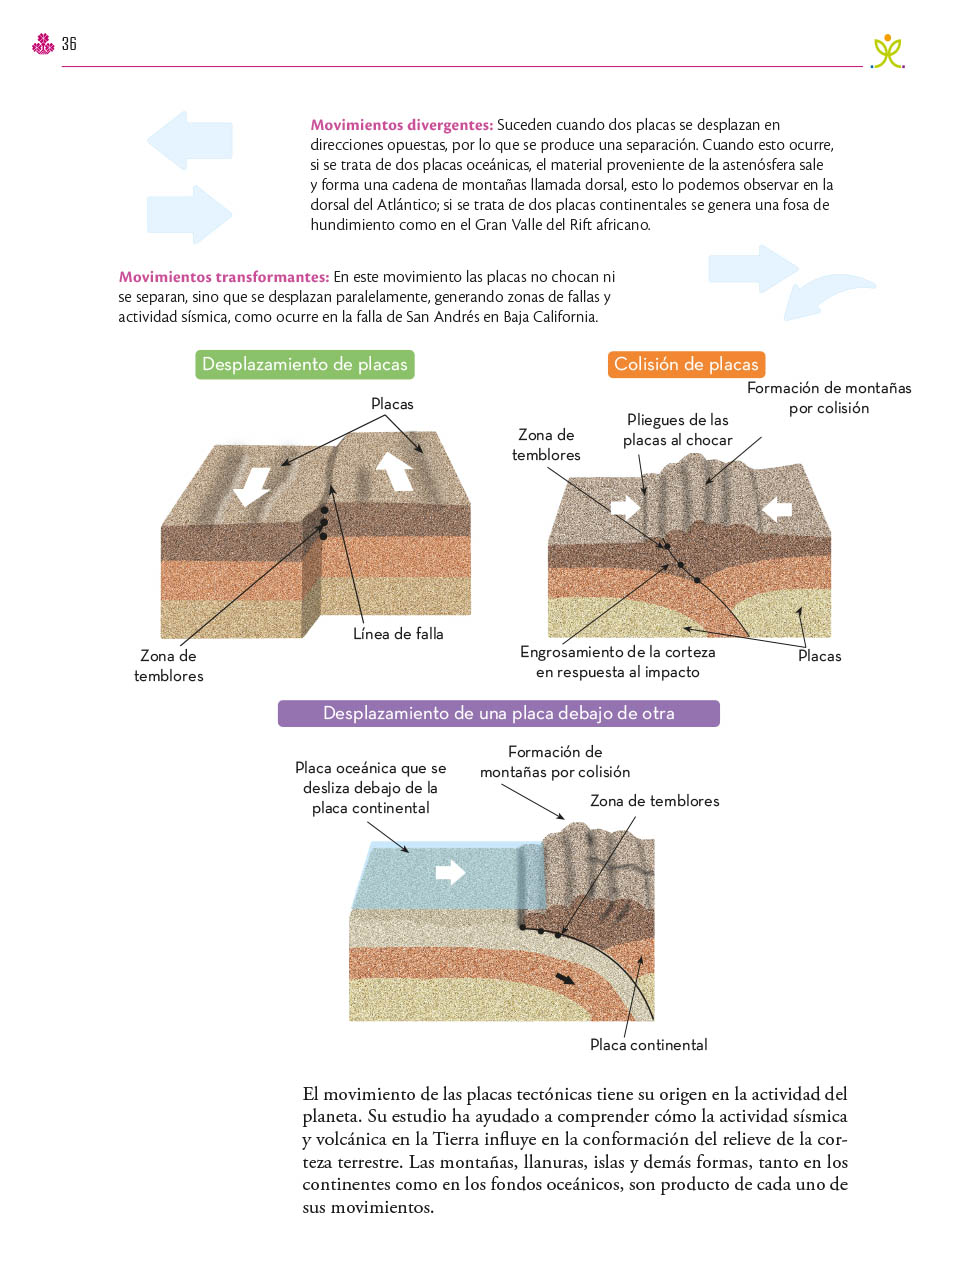 36
Movimientos divergentes: Suceden cuando dos placas se desplazan en
direcciones opuestas, por lo que se produce una separación. Cuando esto ocurre,
si se trata de dos placas oceánicas, el material proveniente de la astenósfera sale
y forma una cadena de montañas llamada dorsal, esto lo podemos observar en la
dorsal del Atlántico; si se trata de dos placas continentales se genera una fosa de
hundimiento como en el Gran Valle del Rift africano.
Movimientos transformantes: En este movimiento las placas no chocan ni
se separan, sino que se desplazan paralelamente, generando zonas de fallas y
actividad sísmica, como ocurre en la falla de San Andrés en Baja California.
Desplazamiento de placas
Placas
Línea de falla
Zona de
temblores
Colisión de placas
Formación de montañas
por colisión
Pliegues de las
placas al chocar
Zona de
temblores
Engrosamiento de la corteza
en respuesta al impacto
Placas
Desplazamiento de una placa debajo de otra
Formación de
montañas por colisión
Placa oceánica que se
desliza debajo de la
placa continental
Zona de temblores
Placa continental
El movimiento de las placas tectónicas tiene su origen en la actividad del
planeta. Su estudio ha ayudado a comprender cómo la actividad sísmica
y volcánica en la Tierra influye en la conformación del relieve de la cor-
teza terrestre. Las montañas, llanuras, islas y demás formas, tanto en los
continentes como en los fondos oceánicos, son producto de cada uno de
sus movimientos.